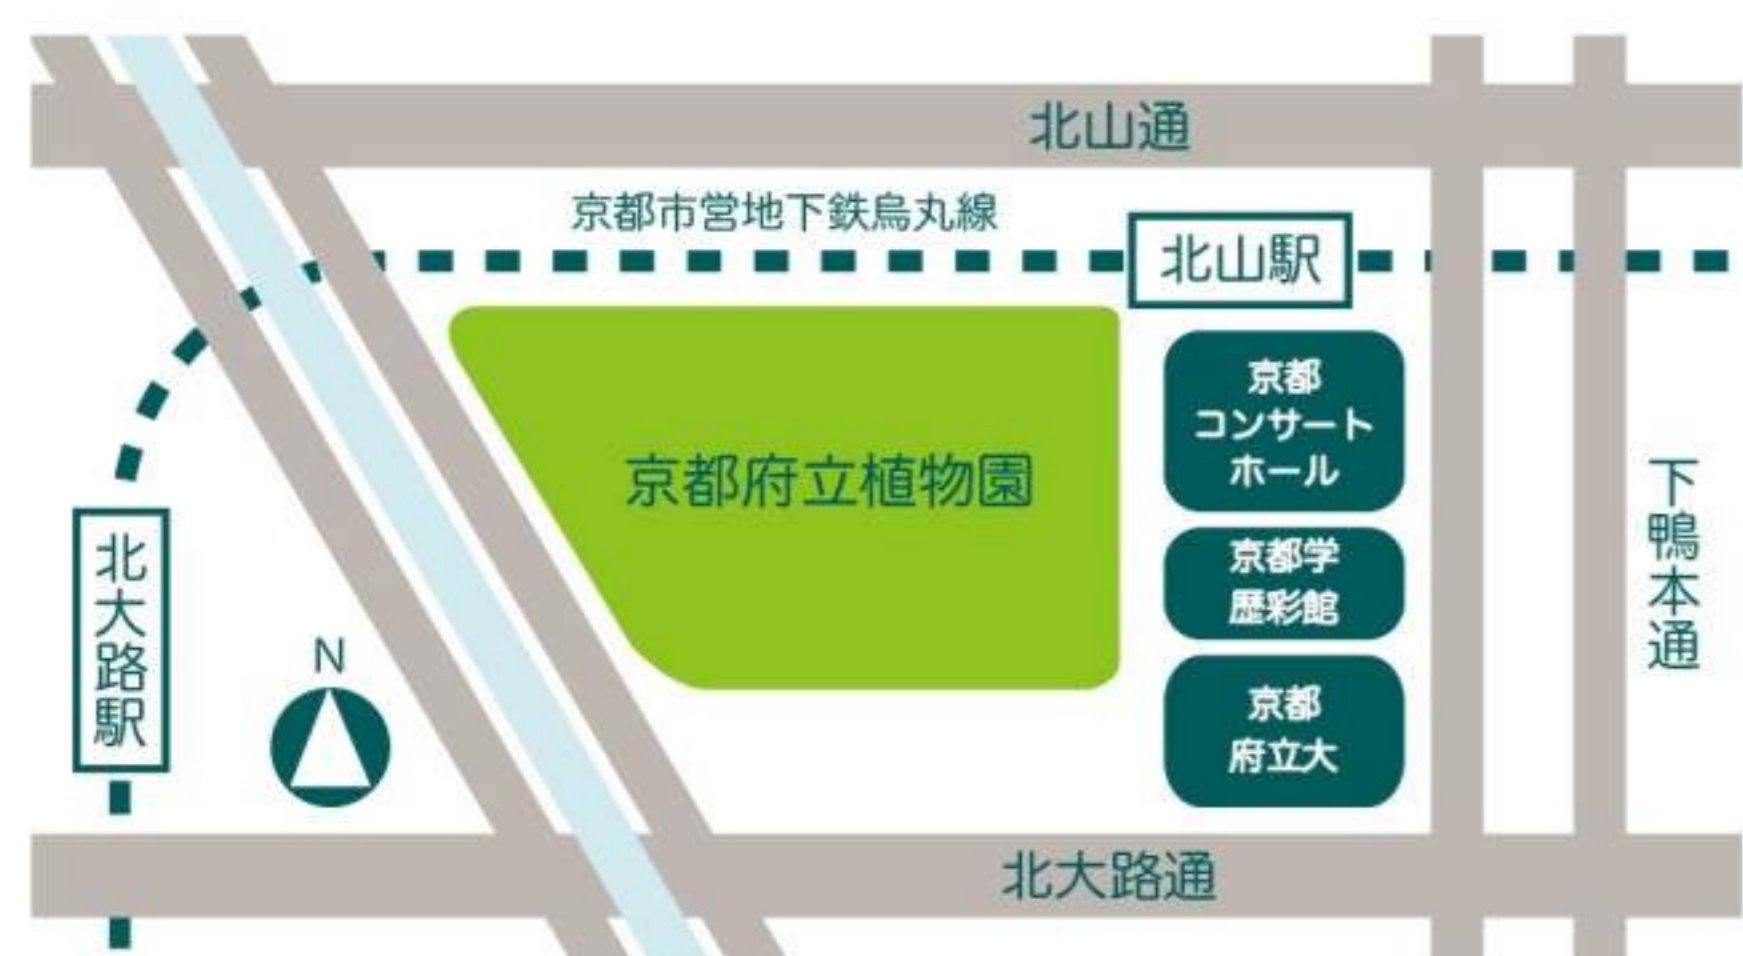 北山通
京都市営地下鉄烏丸線
北山駅
京都
コンサート
ホール
京都府立植物園
下鴨本通
京都学
歴彩館
北大路駅
N
京都
府立大
北大路通